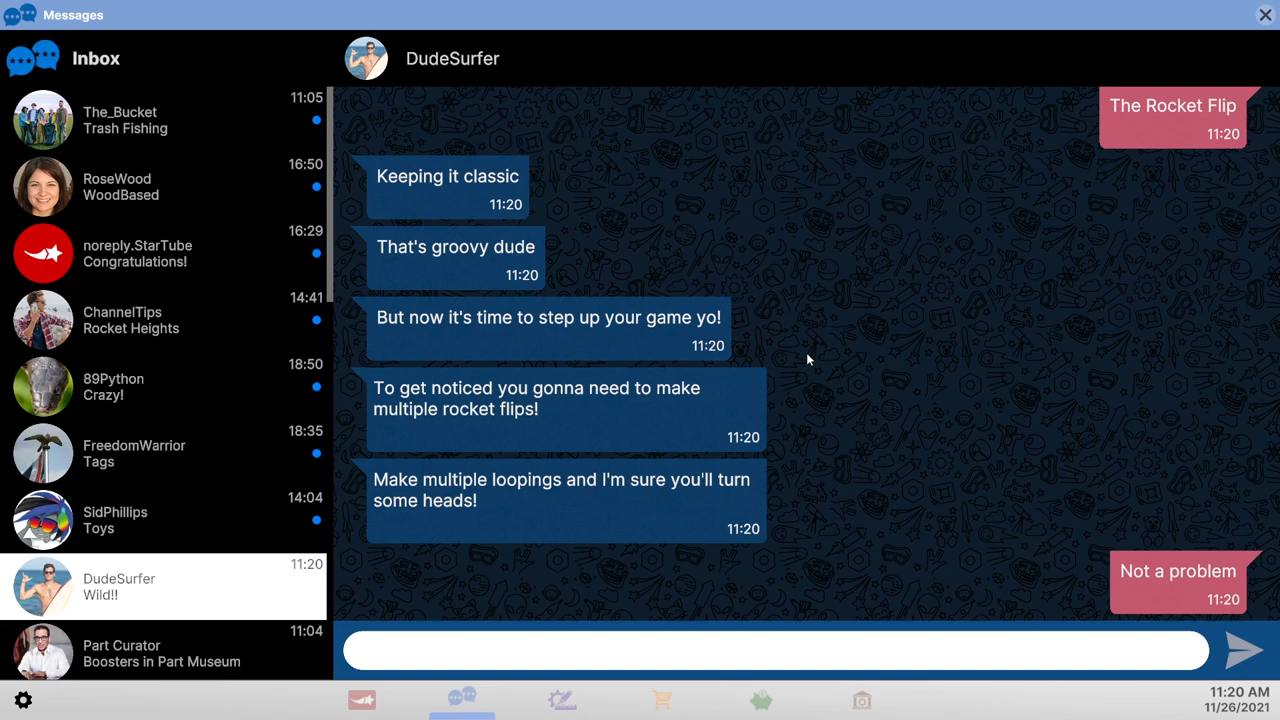 Messages
Inbox
The_Bucket
Trash Fishing
11:05
RoseWood
WoodBased
16:50
noreply.StarTube
Congratulations!
16:29
ChannelTips
Rocket Heights
14:41
89Python
Crazy!
18:50
FreedomWarrior
Tags
18:35
SidPhillips
Toys
14:04
DudeSurfer
Wild!!
11:20
Part Curator
Boosters in Part Museum
11:04
DudeSurfer
The Rocket Flip
11:20
Keeping it classic
11:20
That's groovy dude
11:20
But now it's time to step up your game yo!
11:20
To get noticed you gonna need to make
multiple rocket flips!
11:20
Make multiple loopings and I'm sure you'll turn
some heads!
11:20
Not a problem
11:20
11:20 AM
11/26/2021